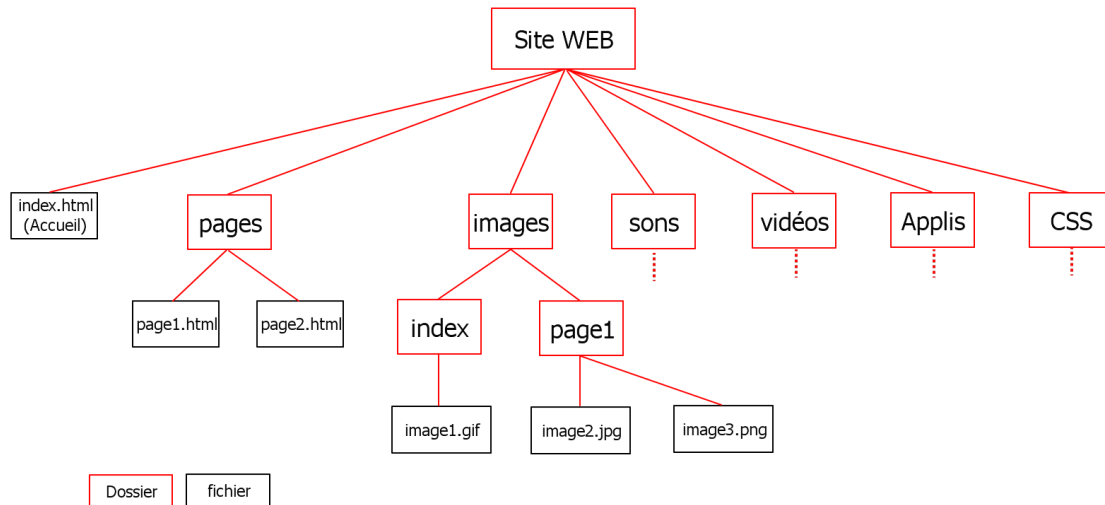 Site WEB
index.html
(Accueil)
pages
images
sons
vidéos
Applis
CSS
page1.html
page2.html
index
page1
image1.gif
image2.jpg
image3.png
Dossier
fichier